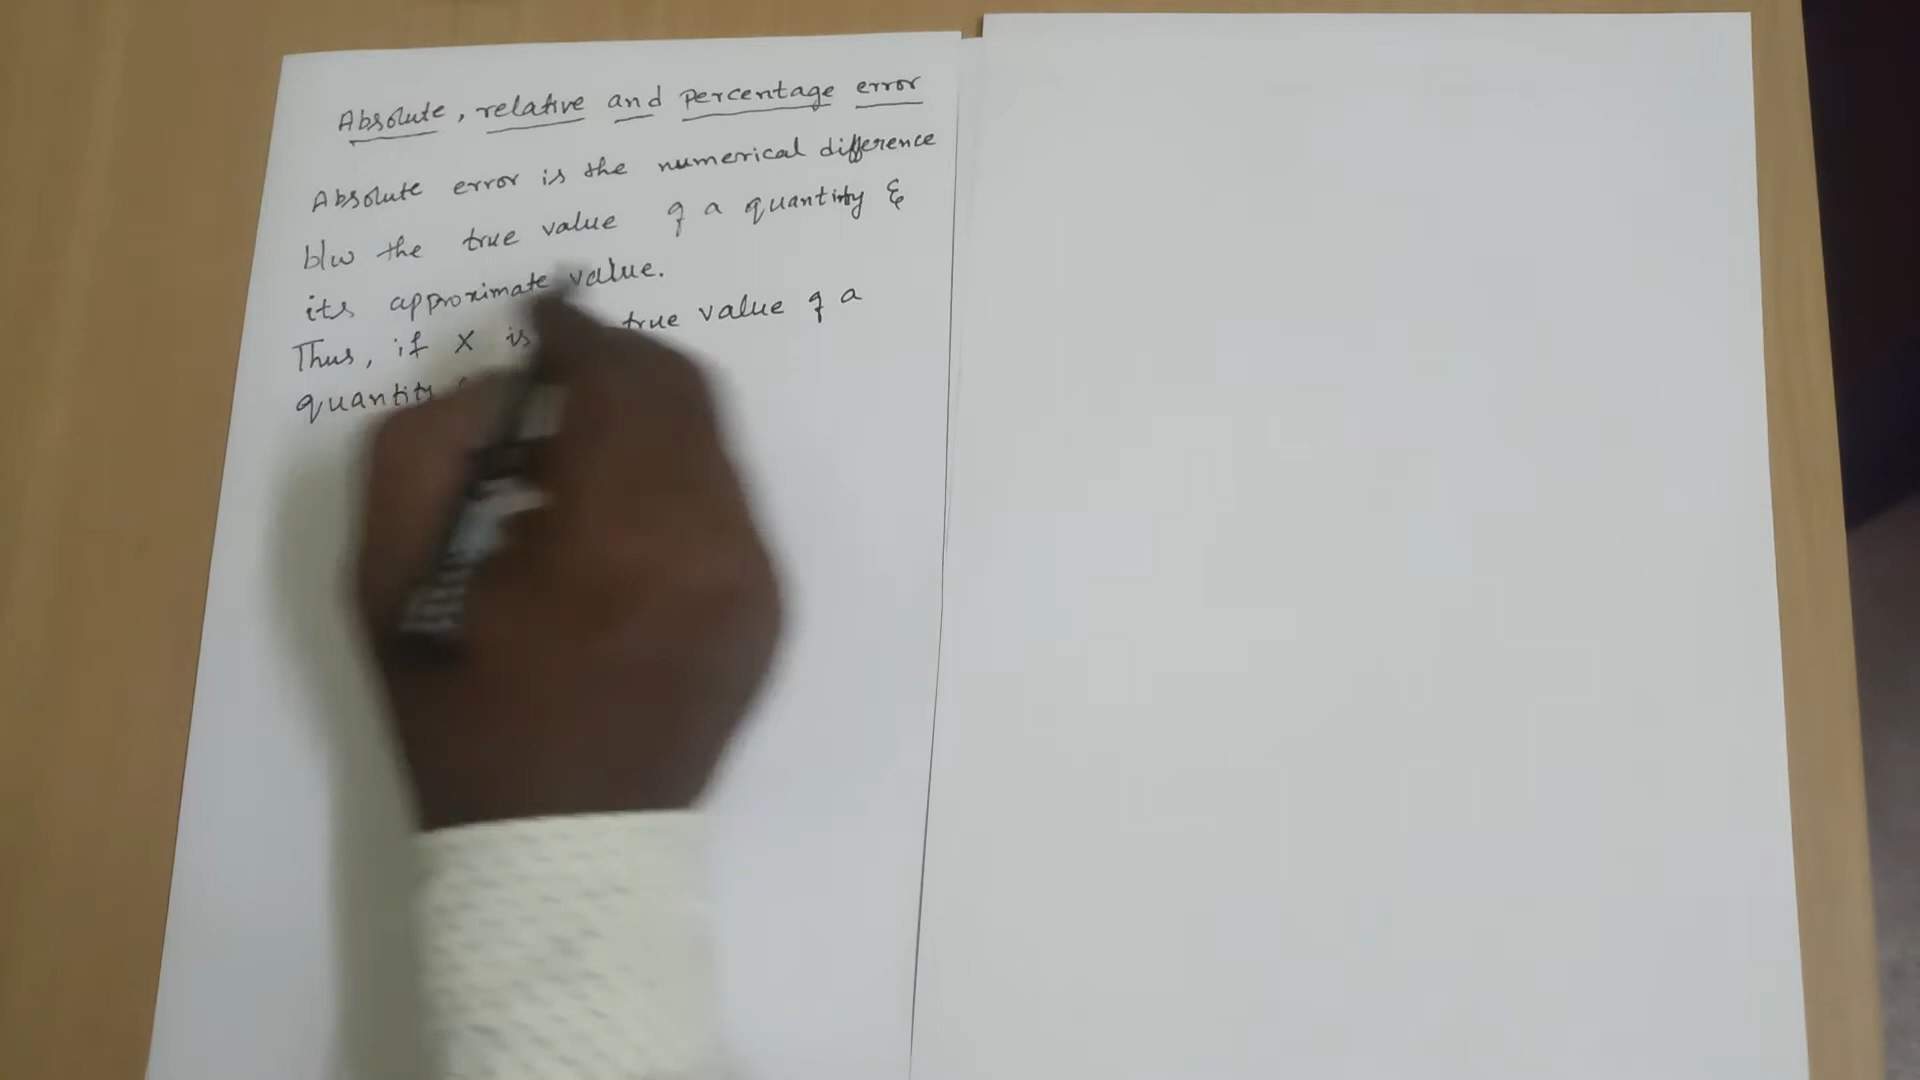 Absolute, relative and percentage error
Absolute error is the numerical difference
b/w the true value of a quantity &
its approximate value.
Thus, if X is true value of a
quantity